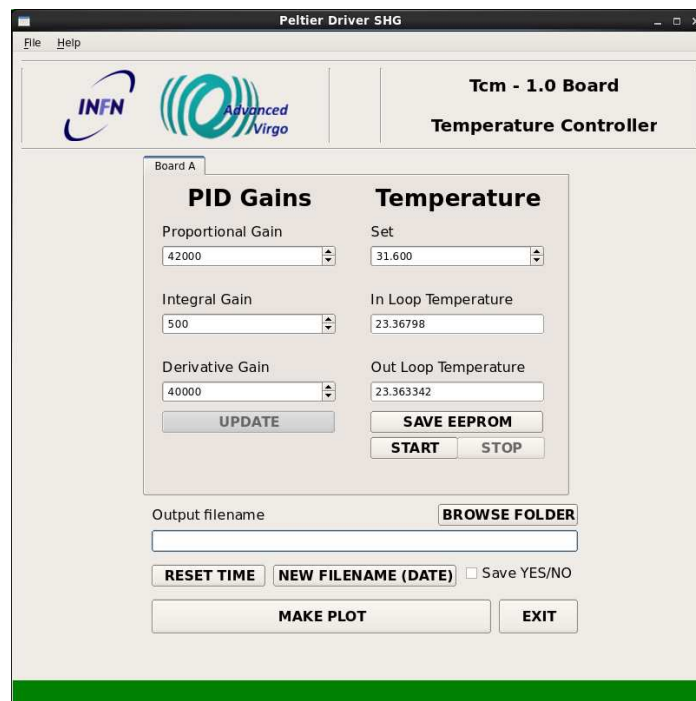 Peltier Driver SHG
File Help
INFN
Advanced
Virgo
Tcm - 1.0 Board
Temperature Controller
Board A
PID Gains
Temperature
Proportional Gain
Set
42000
31.600
Integral Gain
In Loop Temperature
500
23.36798
Derivative Gain
Out Loop Temperature
40000
23.363342
UPDATE
SAVE EEPROM
START
STOP
Output filename
BROWSE FOLDER
RESET TIME
NEW FILENAME (DATE)
Save YES/NO
MAKE PLOT
EXIT